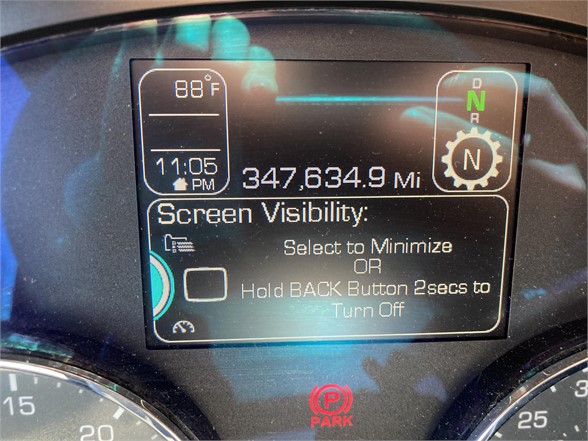 88°F
D
N
R
11:05
PM
347,634.9 Mi
N
Screen Visibility:
Select to Minimize
OR
Hold BACK Button 2secs to
Turn Off
15
20
P
PARK
25